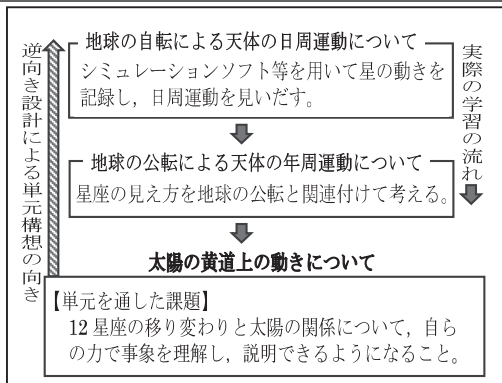 逆向き設計による単元構想の向き
実際の学習の流れ
地球の自転による天体の日周運動について
シミュレーションソフト等を用いて星の動きを
記録し,日周運動を見いだす。
地球の公転による天体の年周運動について
星座の見え方を地球の公転と関連付けて考える。
太陽の黄道上の動きについて
【単元を通した課題】
12星座の移り変わりと太陽の関係について,自ら
の力で事象を理解し,説明できるようになること。